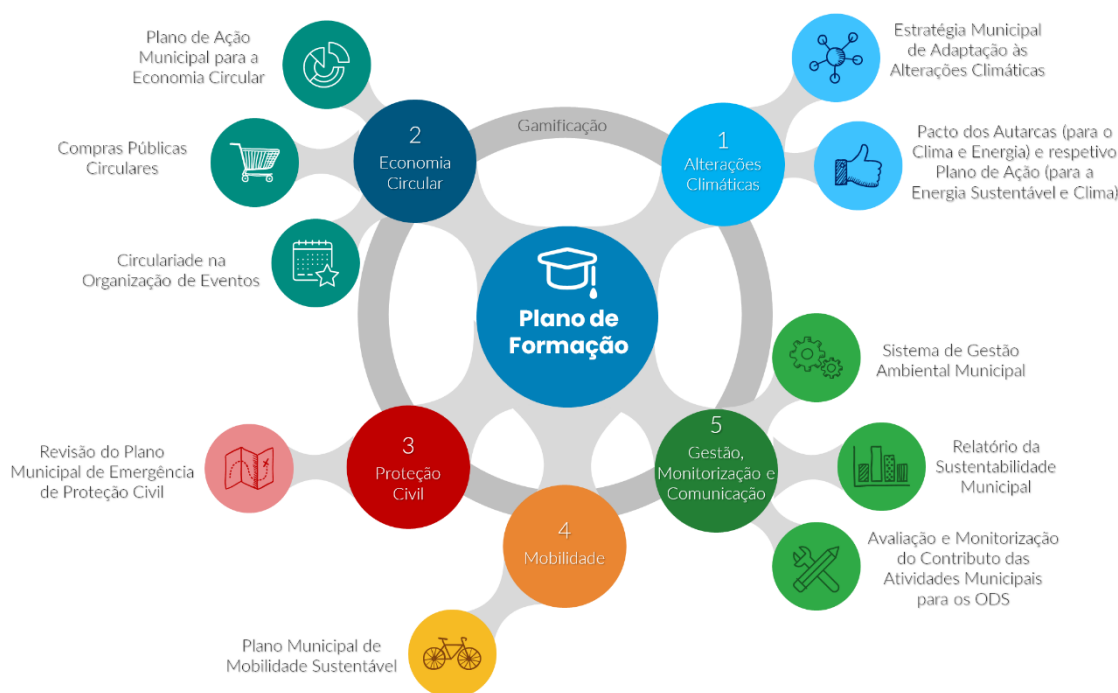 Plano de Ação
Municipal para a
Economia Circular
Compras Públicas
Circulares
Circulariade na
Organização de Eventos
2
Economia
Circular
Gamificação
1
Alterações
Climáticas
Estratégia Municipal
de Adaptação às
Alterações Climáticas
Pacto dos Autarcas (para o
Clima e Energia) e respetivo
Plano de Ação (para a
Energia Sustentável e Clima)
Plano de
Formação
Revisão do Plano
Municipal de Emergência
de Proteção Civil
3
Proteção
Civil
4
Mobilidade
Plano Municipal de
Mobilidade Sustentável
5
Gestão,
Monitorização e
Comunicação
Sistema de Gestão
Ambiental Municipal
Relatório da
Sustentabilidade
Municipal
Avaliação e Monitorização
do Contributo das
Atividades Municipais
para os ODS